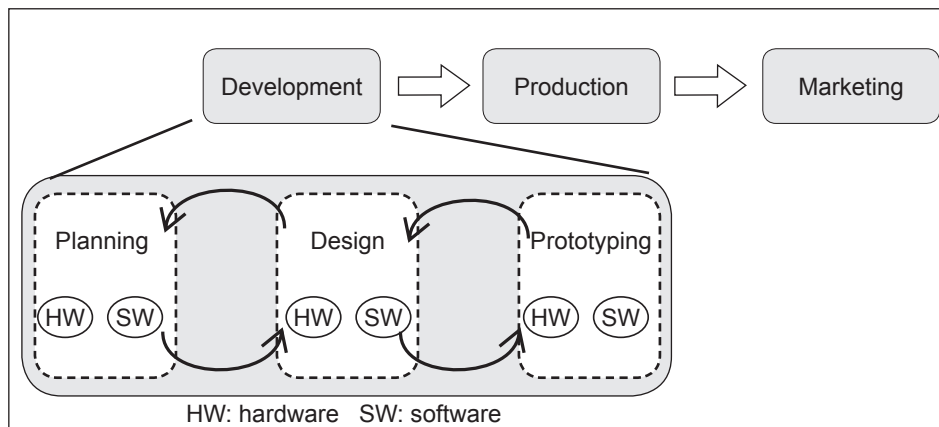 Development Production Marketing
Planning Design Prototyping
HW SW HW SW HW SW
HW: hardware SW: software